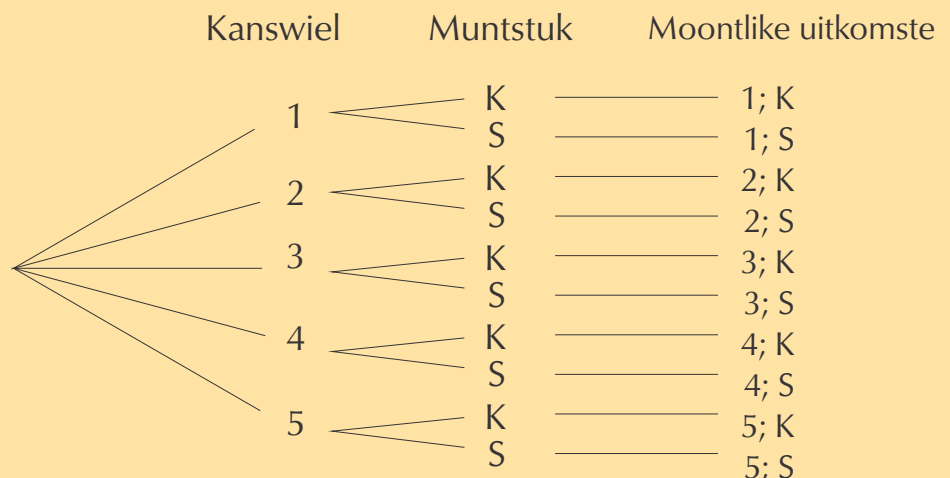 Kanswiel Muntstuk Moontlike uitkomste
1 K 1; K
S 1; S
2 K 2; K
S 2; S
3 K 3; K
S 3; S
4 K 4; K
S 4; S
5 K 5; K
S 5; S